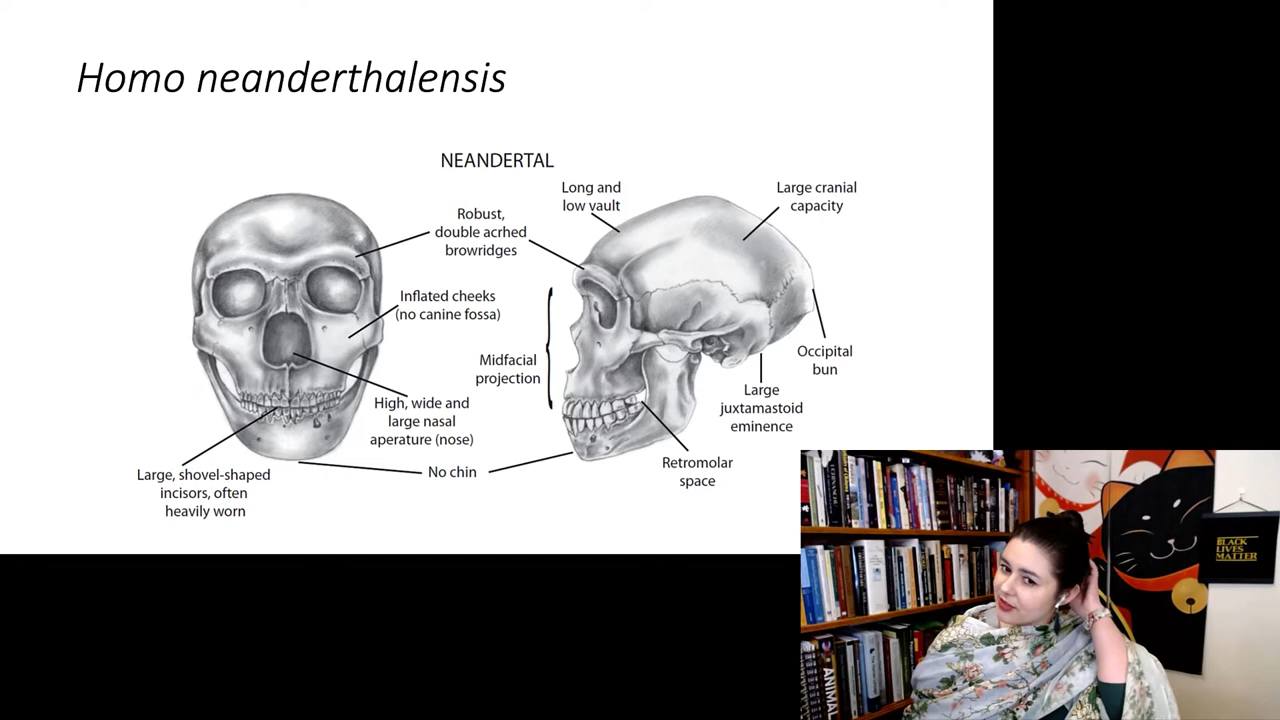 Homo neanderthalensis
NEANDERTAL
Long and
low vault
Large cranial
capacity
Robust,
double acrhed
browridges
Inflated cheeks
(no canine fossa)
Midfacial
projection
Occipital
bun
High, wide and
large nasal
aperature (nose)
Large
juxtamastoid
eminence
No chin
Retromolar
space
Large, shovel-shaped
incisors, often
heavily worn
BLACK
LIVES
MATTER
ANIMAL